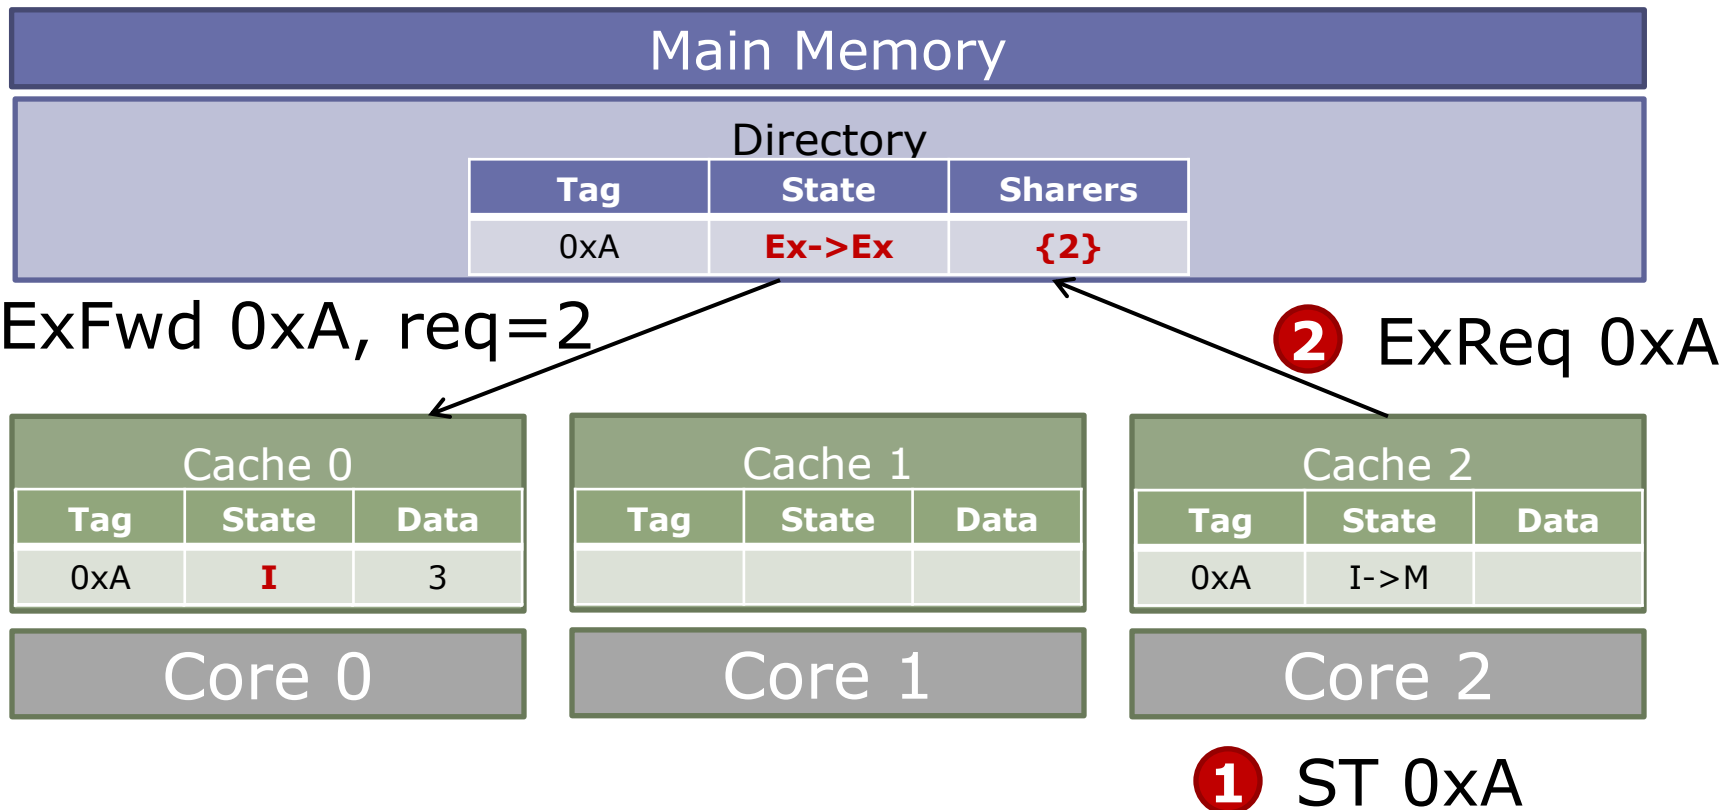 Main Memory
Directory
Tag State Sharers
0xA Ex->Ex {2}
ExFwd 0xA, req=2
2 ExReq 0xA
Cache 0
Tag State Data
0xA I 3
Core 0
Cache 1
Tag State Data
Core 1
Cache 2
Tag State Data
0xA I->M
Core 2
1 ST 0xA